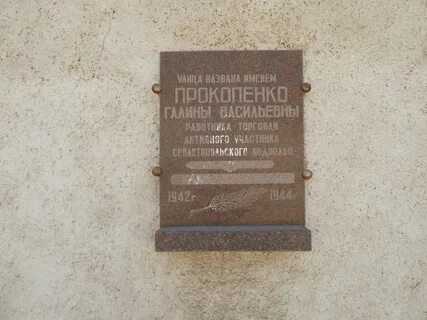 УЛИЦА НАЗВАНА ИМЕНЕМ
ПРОКОПЕНКО
ГАЛИНЫ ВАСИЛЬЕВНЫ
РАБОТНИКА ТОРГОВЛИ
АКТИВНОГО УЧАСТНИКА
СЕВАСТОПОЛЬСКОГО ПОДПОЛЬЯ
1942г 1944г